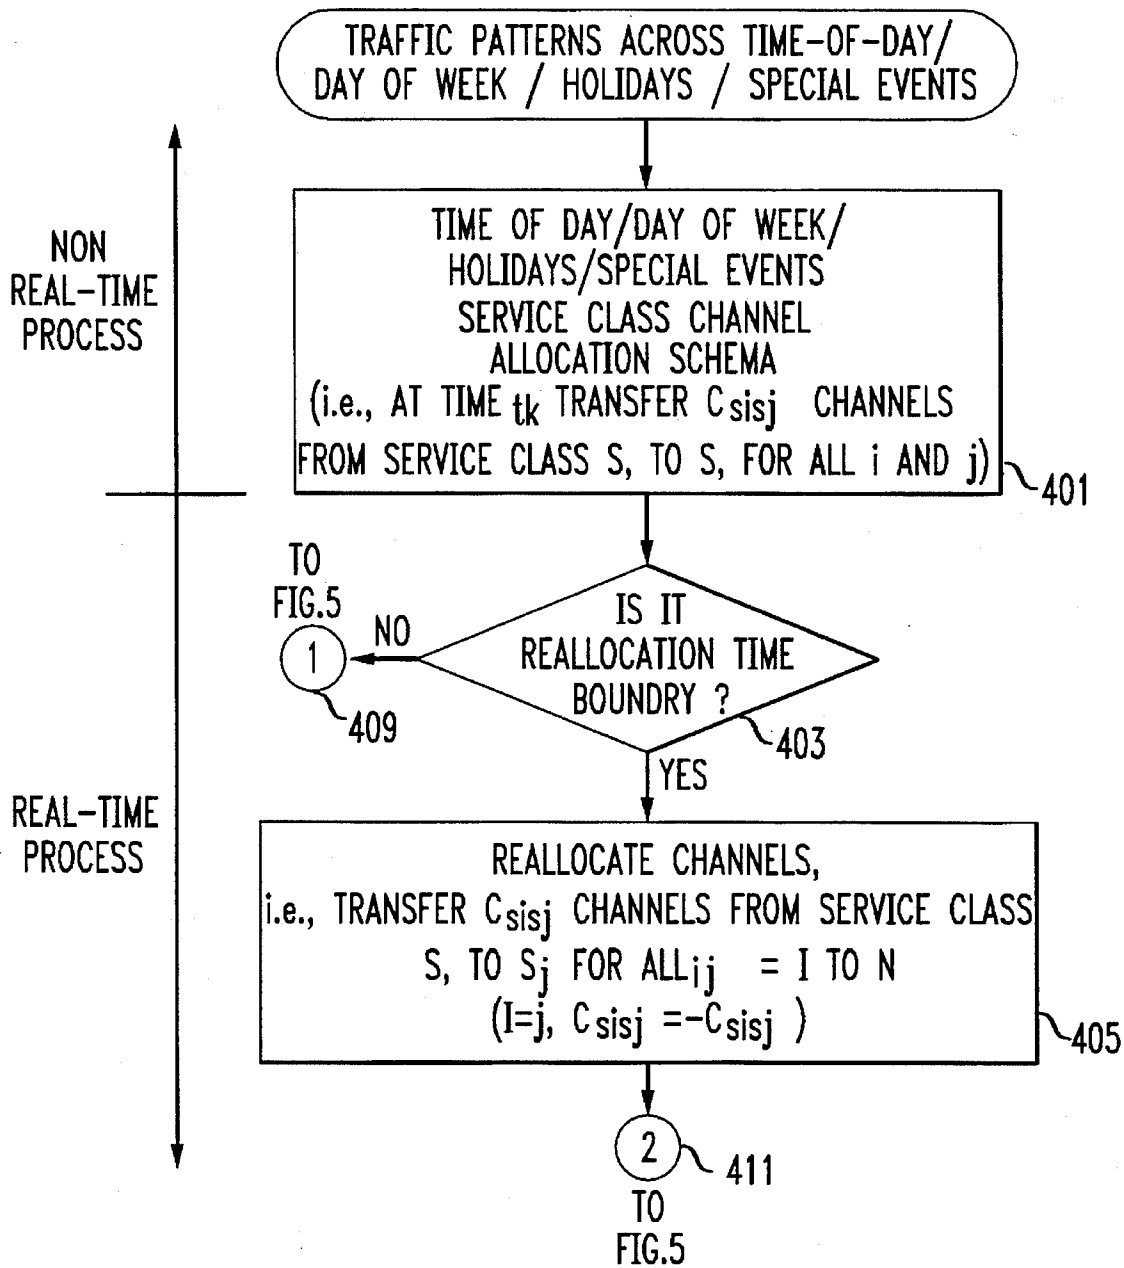 TRAFFIC PATTERNS ACROSS TIME-OF-DAY/
DAY OF WEEK / HOLIDAYS / SPECIAL EVENTS
NON
REAL-TIME
PROCESS
TIME OF DAY/DAY OF WEEK/
HOLIDAYS/SPECIAL EVENTS
SERVICE CLASS CHANNEL
ALLOCATION SCHEMA
(i.e., AT TIME tk TRANSFER Csisj CHANNELS
FROM SERVICE CLASS S, TO S, FOR ALL i AND j)
401
TO
FIG.5
1
409
NO
IS IT
REALLOCATION TIME
BOUNDRY ?
403
YES
REAL-TIME
PROCESS
REALLOCATE CHANNELS,
i.e., TRANSFER Csisj CHANNELS FROM SERVICE CLASS
S, TO Sj FOR ALL ij = I TO N
(I=j, Csisj =-Csisj )
405
2
411
TO
FIG.5